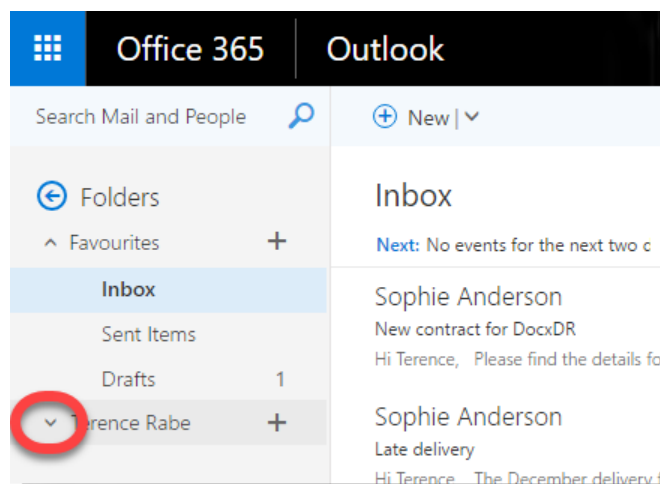 Office 365 Outlook
Search Mail and People
New
Folders
Favourites
Inbox
Sent Items
Drafts 1
Rabe
Inbox
Next: No events for the next two
Sophie Anderson
New contract for DocxDR
Hi Terence, Please find the details fo
Sophie Anderson
Late delivery
Hi Terence The December delivery